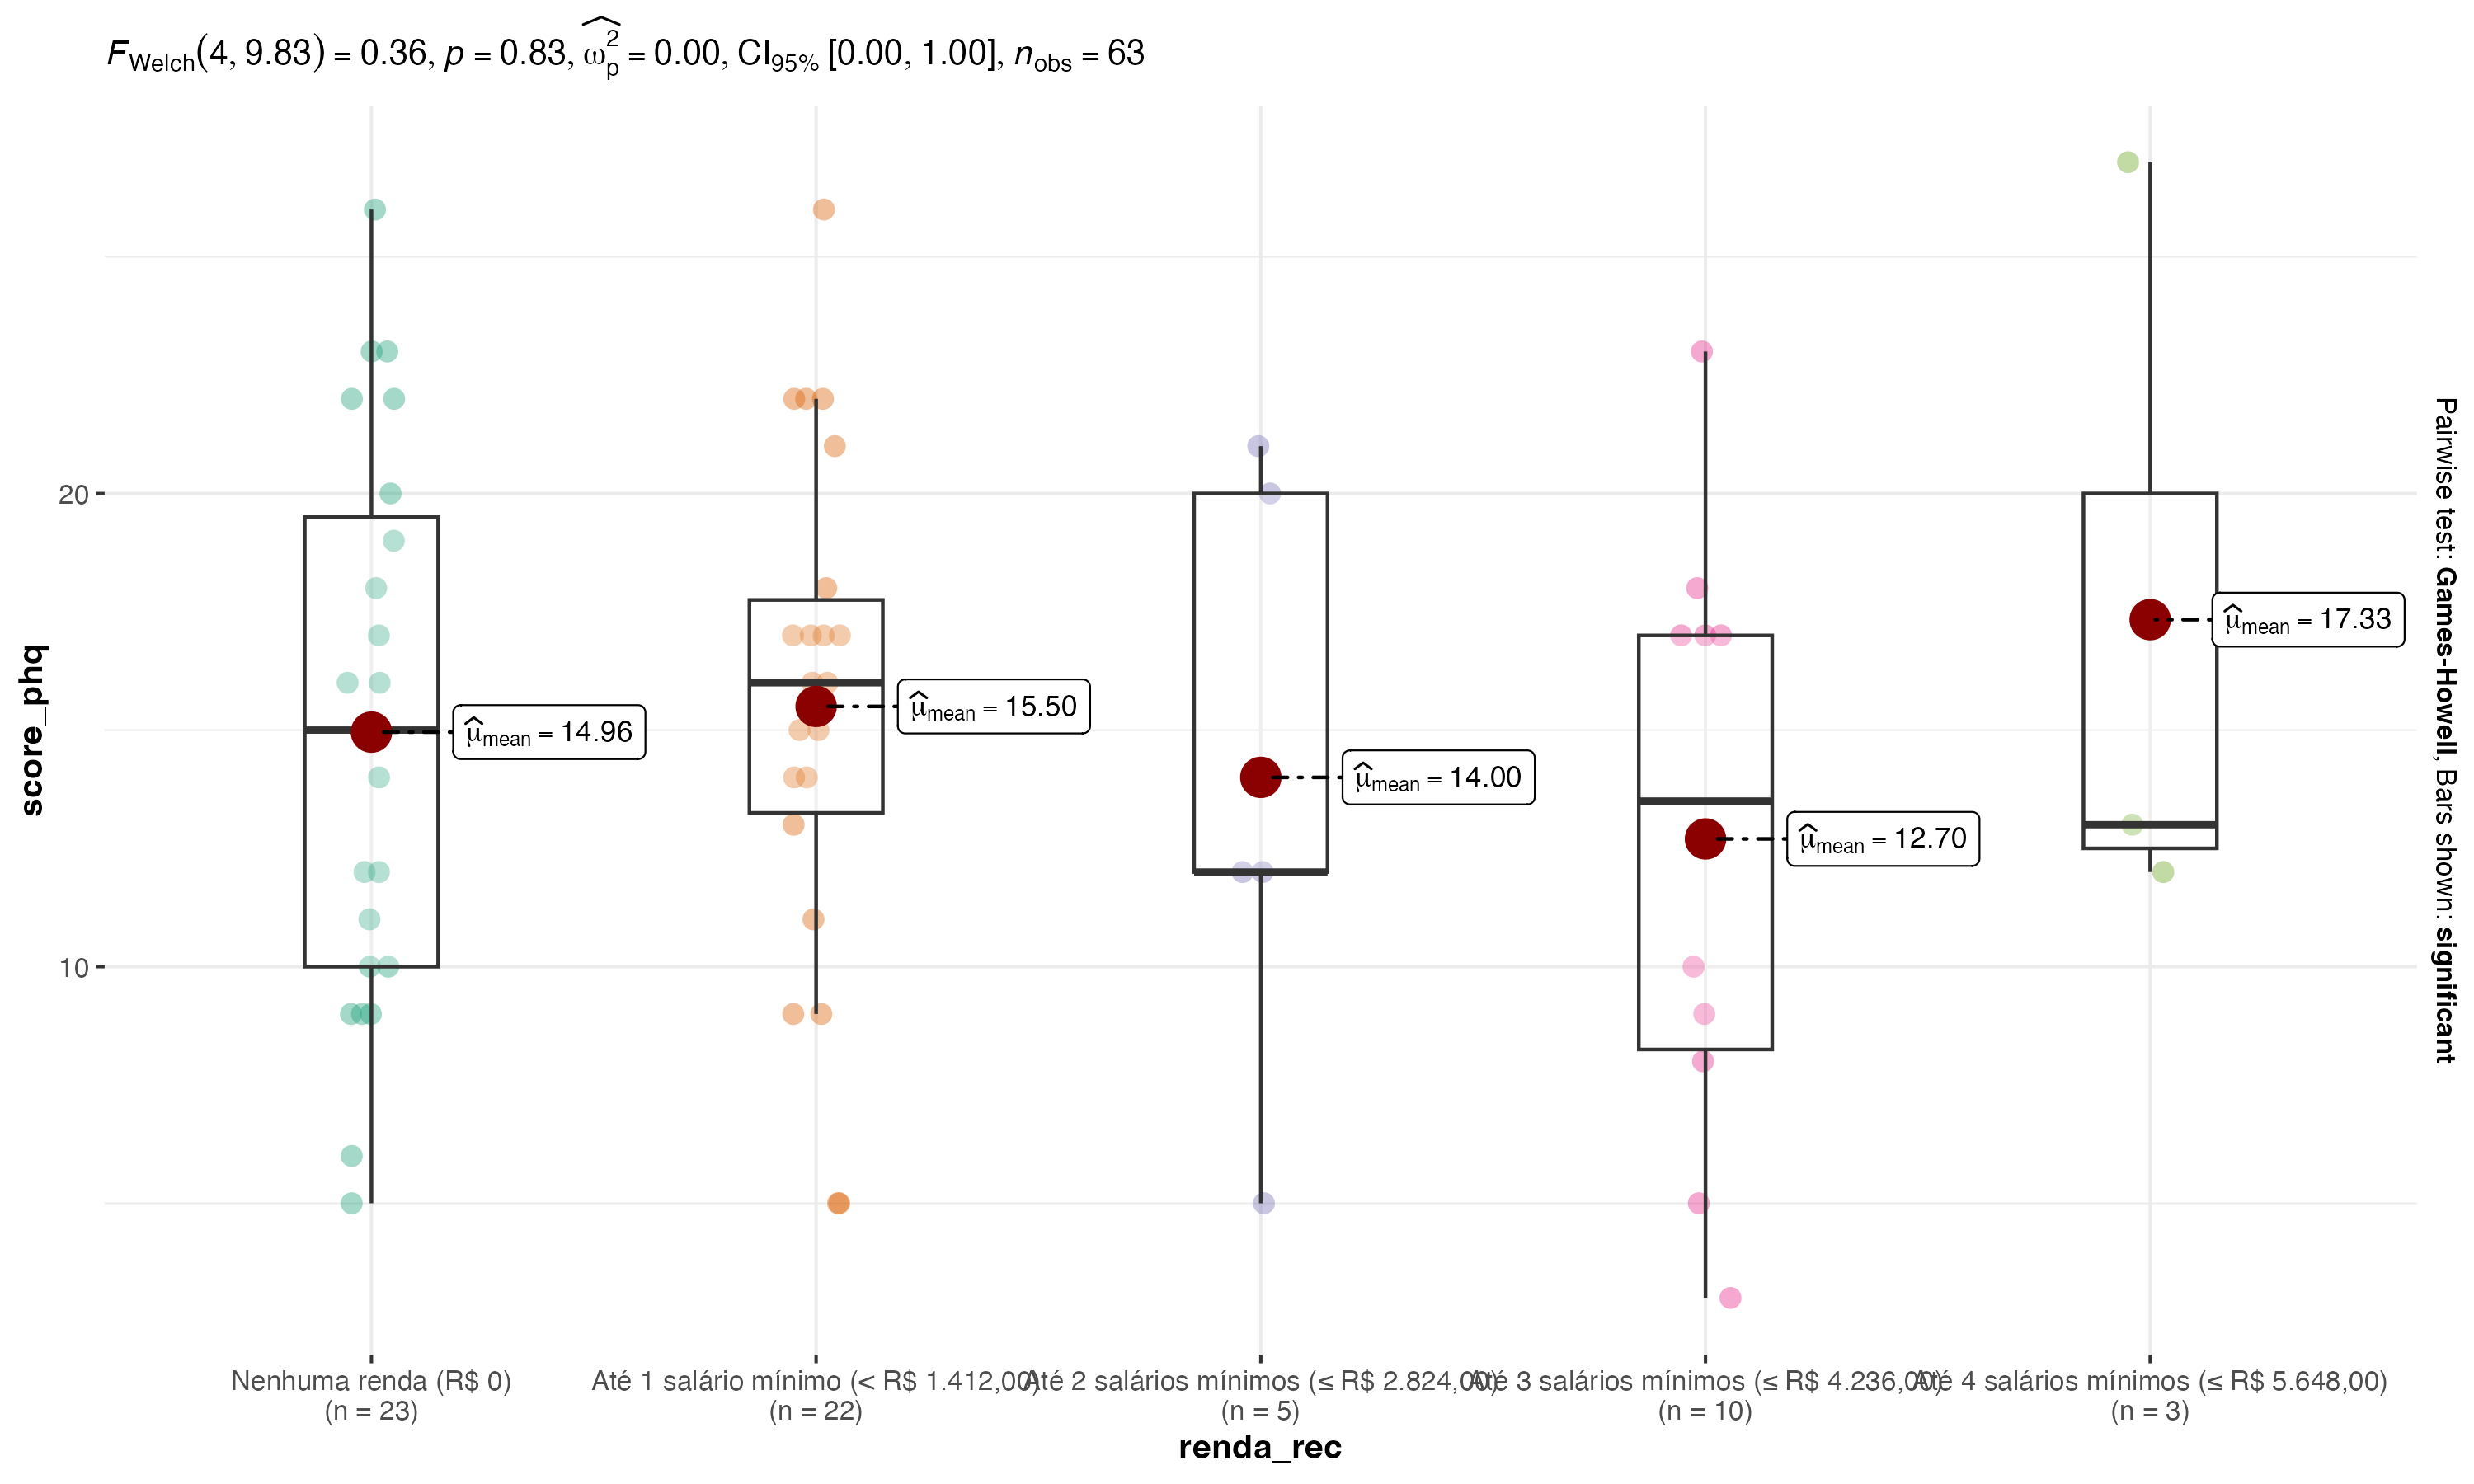 F_Welch(4, 9.83) = 0.36, p = 0.83, ω̂²_p = 0.00, CI_95% [0.00, 1.00], n_obs = 63
score_phq
20
10
μ̂_mean = 14.96
μ̂_mean = 15.50
μ̂_mean = 14.00
μ̂_mean = 12.70
μ̂_mean = 17.33
Pairwise test: Games-Howell, Bars shown: significant
Nenhuma renda (R$ 0)
(n = 23)
Até 1 salário mínimo (< R$ 1.412,00)
(n = 22)
Até 2 salários mínimos (≤ R$ 2.824,00)
(n = 5)
Até 3 salários mínimos (≤ R$ 4.236,00)
(n = 10)
Até 4 salários mínimos (≤ R$ 5.648,00)
(n = 3)
renda_rec